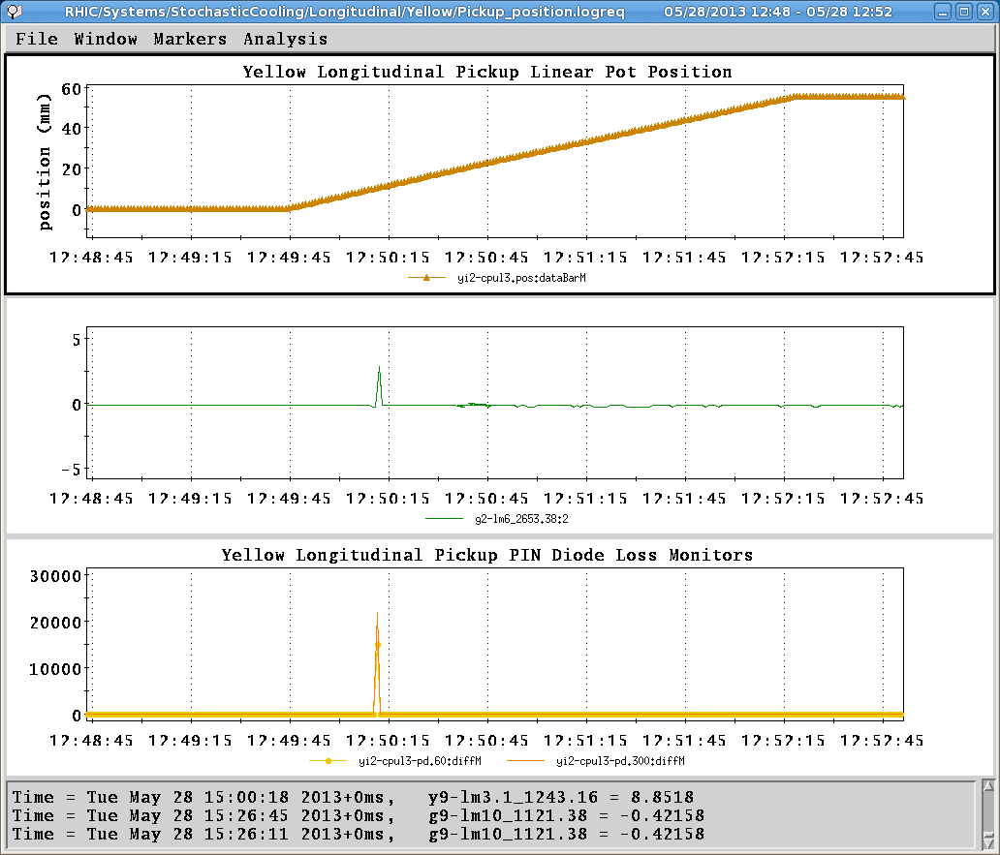 RHIC/Systems/StochasticCooling/Longitudinal/Yellow/Pickup_position.logreq 05/28/2013 12:48 - 05/28 12:52
File Window Markers Analysis
Yellow Longitudinal Pickup Linear Pot Position
position (mm)
60
40
20
0
12:48:45 12:49:15 12:49:45 12:50:15 12:50:45 12:51:15 12:51:45 12:52:15 12:52:45
yi2-cpul3.pos:dataBarM
5
0
-5
12:48:45 12:49:15 12:49:45 12:50:15 12:50:45 12:51:15 12:51:45 12:52:15 12:52:45
g2-lm6_2653.38:2
Yellow Longitudinal Pickup PIN Diode Loss Monitors
30000
20000
10000
0
12:48:45 12:49:15 12:49:45 12:50:15 12:50:45 12:51:15 12:51:45 12:52:15 12:52:45
yi2-cpul3-pd.60:diffM yi2-cpul3-pd.300:diffM
Time = Tue May 28 15:00:18 2013+0ms, y9-lm3.1_1243.16 = 8.8518
Time = Tue May 28 15:26:45 2013+0ms, g9-lm10_1121.38 = -0.42158
Time = Tue May 28 15:26:11 2013+0ms, g9-lm10_1121.38 = -0.42158